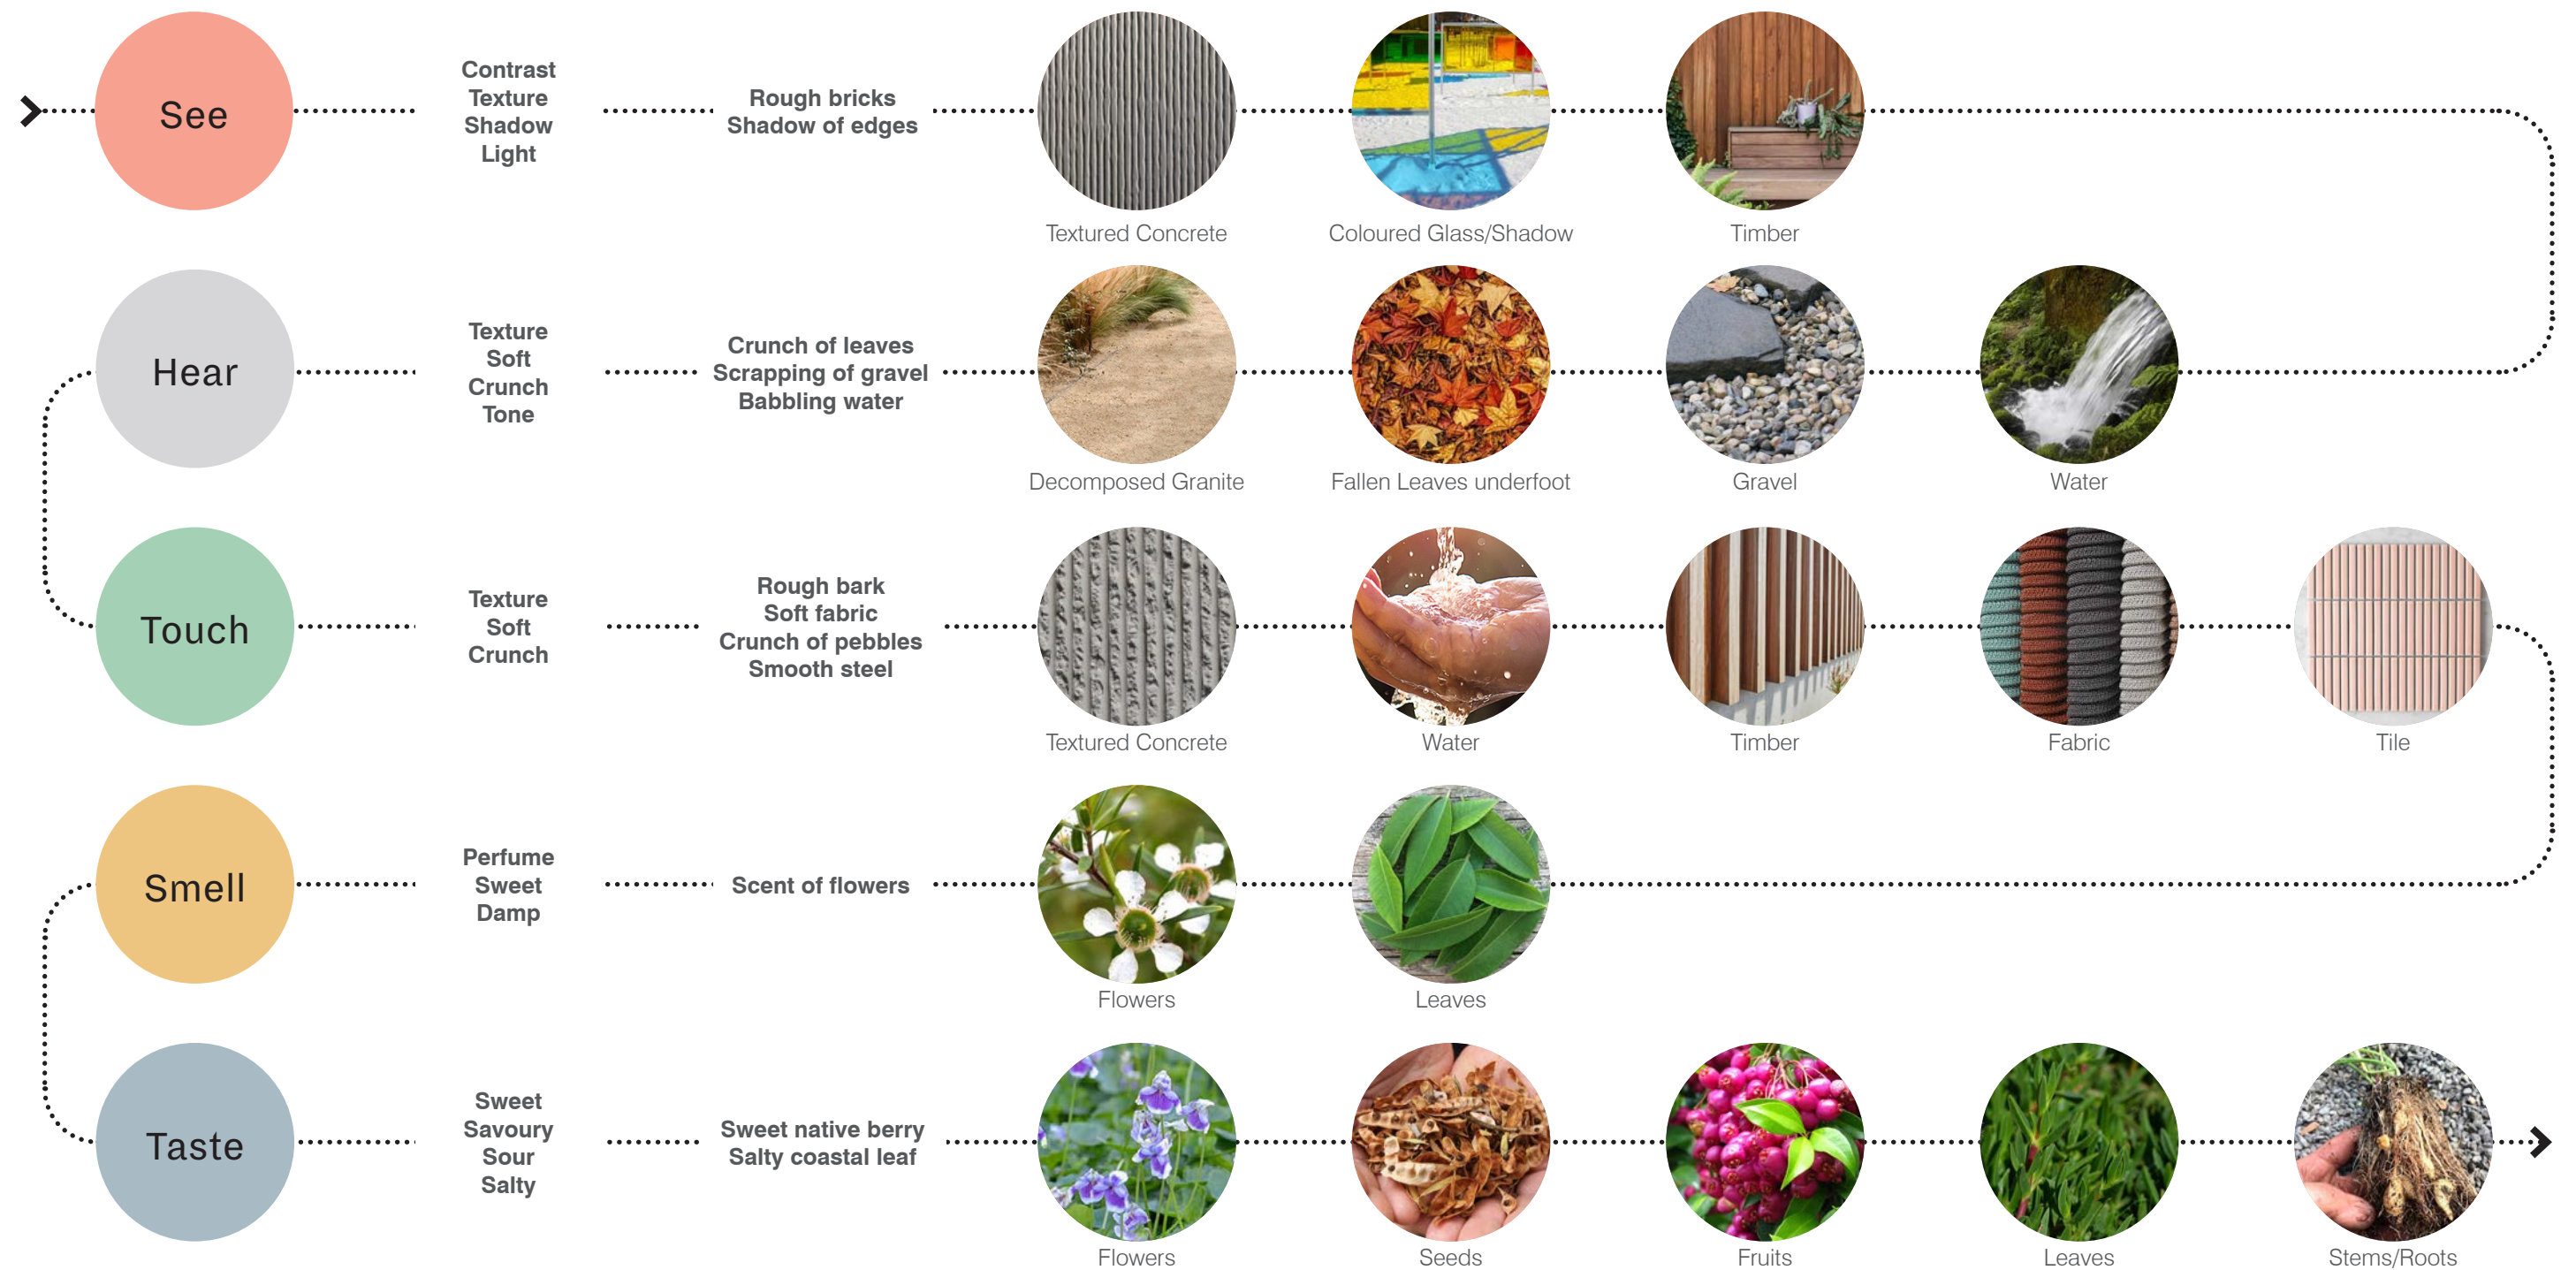 See
Contrast
Texture
Shadow
Light
Rough bricks
Shadow of edges
Textured Concrete
Coloured Glass/Shadow
Timber
Hear
Texture
Soft
Crunch
Tone
Crunch of leaves
Scrapping of gravel
Babbling water
Decomposed Granite
Fallen Leaves underfoot
Gravel
Water
Touch
Texture
Soft
Crunch
Rough bark
Soft fabric
Crunch of pebbles
Smooth steel
Textured Concrete
Water
Timber
Fabric
Tile
Smell
Perfume
Sweet
Damp
Scent of flowers
Flowers
Leaves
Taste
Sweet
Savoury
Sour
Salty
Sweet native berry
Salty coastal leaf
Flowers
Seeds
Fruits
Leaves
Stems/Roots